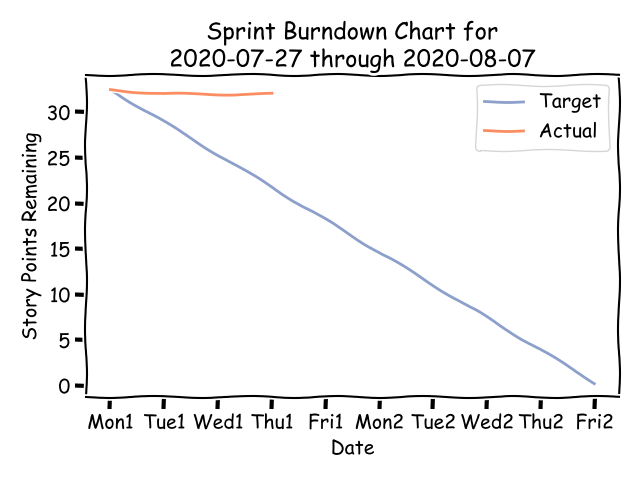 Sprint Burndown Chart for
2020-07-27 through 2020-08-07
Target
Actual
Story Points Remaining
30
25
20
15
10
5
0
Mon1 Tue1 Wed1 Thu1 Fri1 Mon2 Tue2 Wed2 Thu2 Fri2
Date